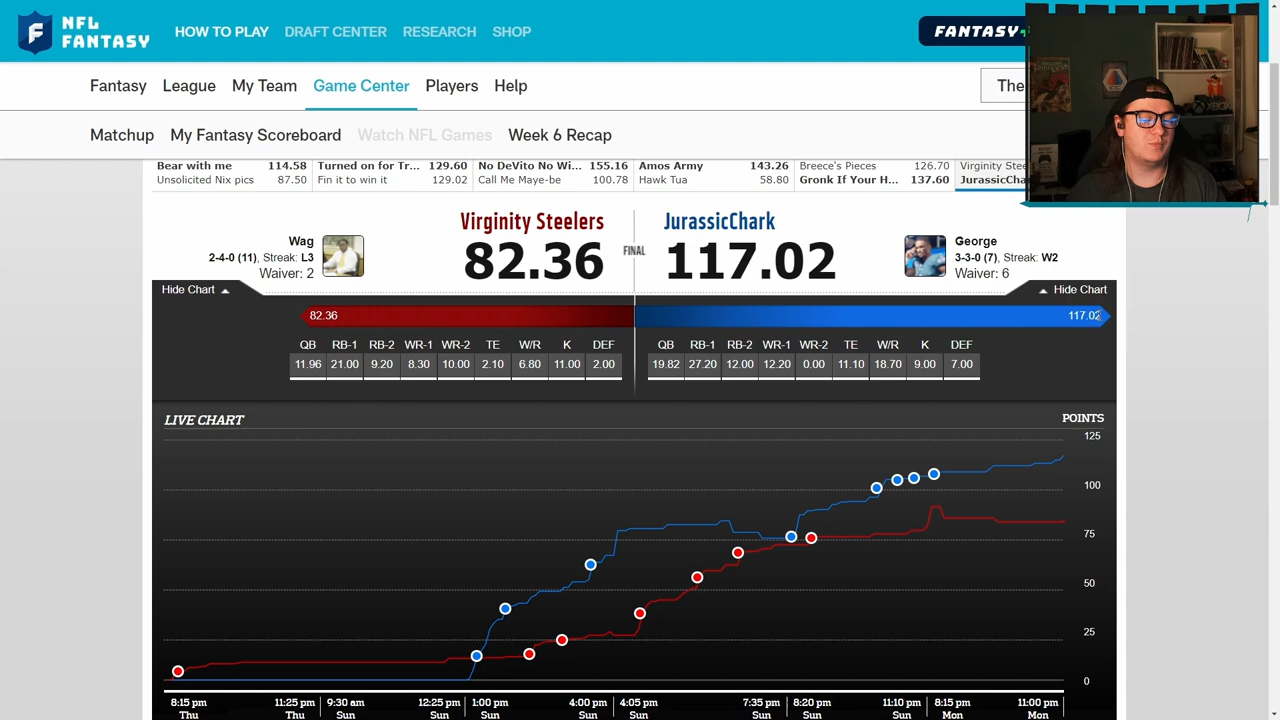 NFL FANTASY
HOW TO PLAY DRAFT CENTER RESEARCH SHOP
FANTASY+
Fantasy League My Team Game Center Players Help
The
Matchup My Fantasy Scoreboard Watch NFL Games Week 6 Recap
Bear with me 114.58 Turned on for Tr... 129.60 No DeVito No Wi... 155.16 Amos Army 143.26 Breece's Pieces 126.70 Virginity Stee
Unsolicited Nix pics 87.50 Fin it to win it 129.02 Call Me Maye-be 100.78 Hawk Tua 58.80 Gronk If Your H... 137.60 JurassicChar
Virginity Steelers JurassicChark
Wag
2-4-0 (11), Streak: L3
Waiver: 2
82.36 FINAL 117.02
George
3-3-0 (7), Streak: W2
Waiver: 6
Hide Chart Hide Chart
82.36 117.02
QB RB-1 RB-2 WR-1 WR-2 TE W/R K DEF QB RB-1 RB-2 WR-1 WR-2 TE W/R K DEF
11.96 21.00 9.20 8.30 10.00 2.10 6.80 11.00 2.00 19.82 27.20 12.00 12.20 0.00 11.10 18.70 9.00 7.00
LIVE CHART POINTS
125
100
75
50
25
0
8:15 pm 11:25 pm 9:30 am 12:25 pm 1:00 pm 4:00 pm 4:05 pm 7:35 pm 8:20 pm 11:10 pm 8:15 pm 11:00 pm
Thu Thu Sun Sun Sun Sun Sun Sun Sun Sun Mon Mon